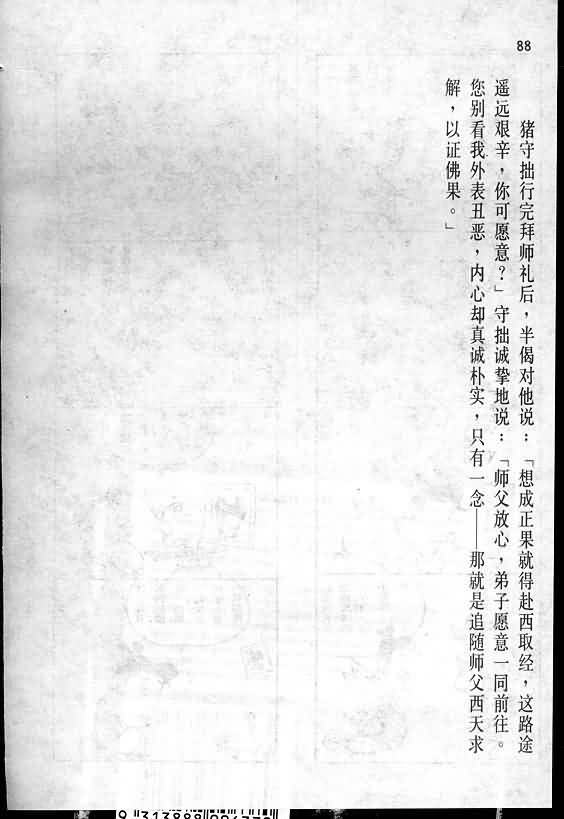 88
猪守拙行完拜师礼后，半偈对他说：「想成正果就得赴西取经，这路途
遥远艰辛，你可愿意？」守拙诚挚地说：「师父放心，弟子愿意一同前往。
您别看我外表丑恶，内心却真诚朴实，只有一念——那就是追随师父西天求
解，以证佛果。」